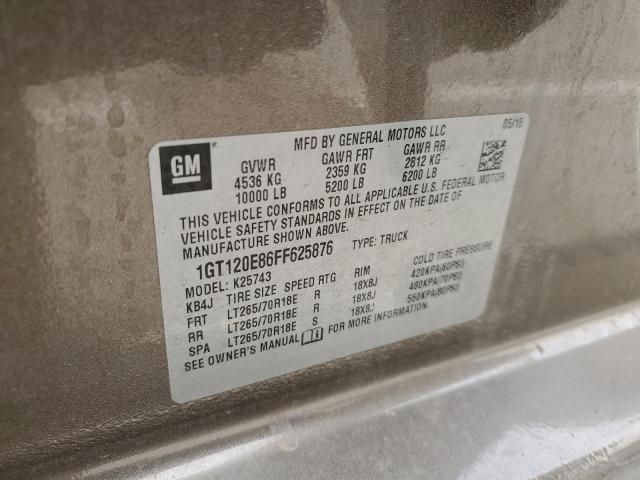 GM
MFD BY GENERAL MOTORS LLC
05/15
GVWR GAWR FRT GAWR RR
4536 KG 2359 KG 2812 KG
10000 LB 5200 LB 6200 LB
THIS VEHICLE CONFORMS TO ALL APPLICABLE U.S. FEDERAL MOTOR
VEHICLE SAFETY STANDARDS IN EFFECT ON THE DATE OF
MANUFACTURE SHOWN ABOVE.
1GT120E86FF625876 TYPE: TRUCK
MODEL: K25743
KB4J TIRE SIZE SPEED RTG RIM COLD TIRE PRESSURE
FRT LT265/70R18E R 18X8J 420KPA(60PSI)
RR LT265/70R18E R 18X8J 480KPA(70PSI)
SPA LT265/70R18E S 18X8J 550KPA(80PSI)
SEE OWNER'S MANUAL FOR MORE INFORMATION.